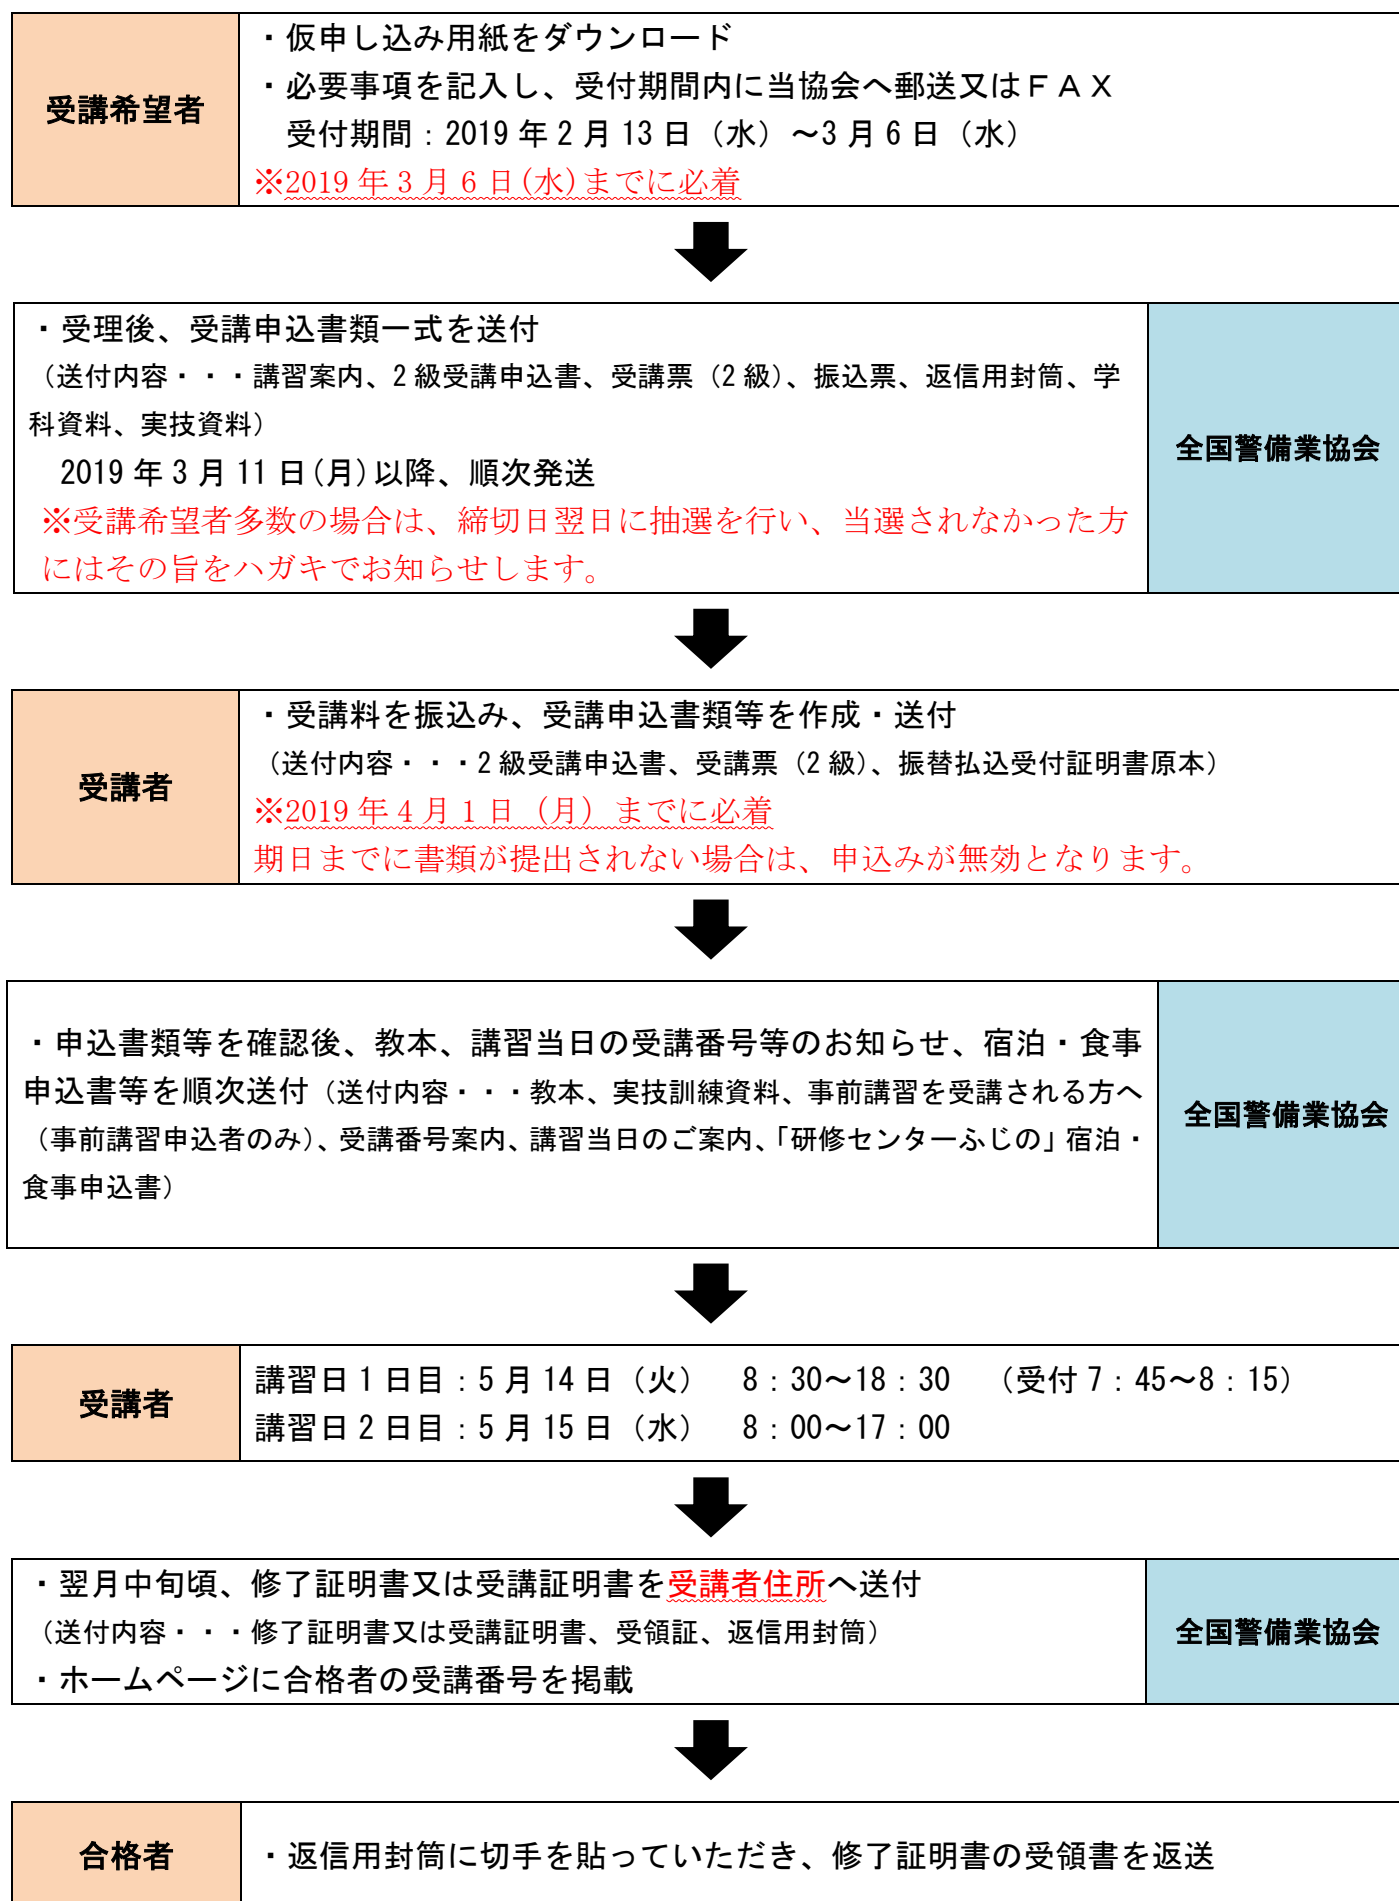 受講希望者
・仮申し込み用紙をダウンロード
・必要事項を記入し、受付期間内に当協会へ郵送又はＦＡＸ
受付期間：2019年2月13日（水）～3月6日（水）
※2019年3月6日(水)までに必着
・受理後、受講申込書類一式を送付
（送付内容・・・講習案内、2級受講申込書、受講票（2級）、振込票、返信用封筒、学
科資料、実技資料）
2019年3月11日(月)以降、順次発送
※受講希望者多数の場合は、締切日翌日に抽選を行い、当選されなかった方
にはその旨をハガキでお知らせします。
全国警備業協会
受講者
・受講料を振込み、受講申込書類等を作成・送付
（送付内容・・・2級受講申込書、受講票（2級）、振替払込受付証明書原本）
※2019年4月1日（月）までに必着
期日までに書類が提出されない場合は、申込みが無効となります。
・申込書類等を確認後、教本、講習当日の受講番号等のお知らせ、宿泊・食事
申込書等を順次送付（送付内容・・・教本、実技訓練資料、事前講習を受講される方へ
（事前講習申込者のみ）、受講番号案内、講習当日のご案内、「研修センターふじの」宿泊・
食事申込書）
全国警備業協会
受講者
講習日1日目：5月14日（火）　8：30～18：30　（受付7：45～8：15）
講習日2日目：5月15日（水）　8：00～17：00
・翌月中旬頃、修了証明書又は受講証明書を受講者住所へ送付
（送付内容・・・修了証明書又は受講証明書、受領証、返信用封筒）
・ホームページに合格者の受講番号を掲載
全国警備業協会
合格者
・返信用封筒に切手を貼っていただき、修了証明書の受領書を返送